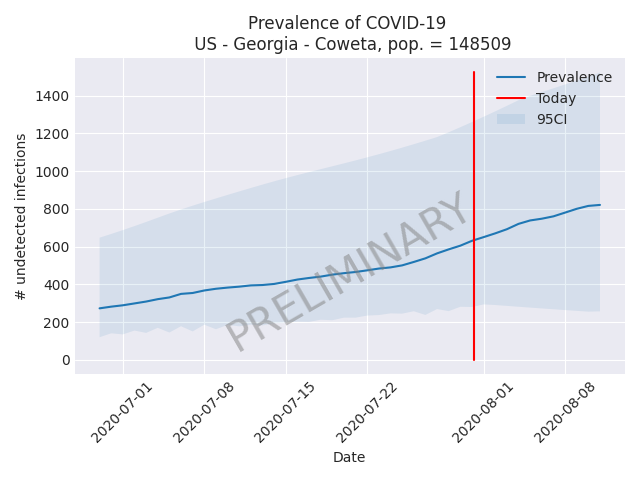 Prevalence of COVID-19
US - Georgia - Coweta, pop. = 148509
Prevalence
Today
95CI
PRELIMINARY
# undetected infections
1400
1200
1000
800
600
400
200
0
2020-07-01
2020-07-08
2020-07-15
2020-07-22
2020-08-01
2020-08-08
Date